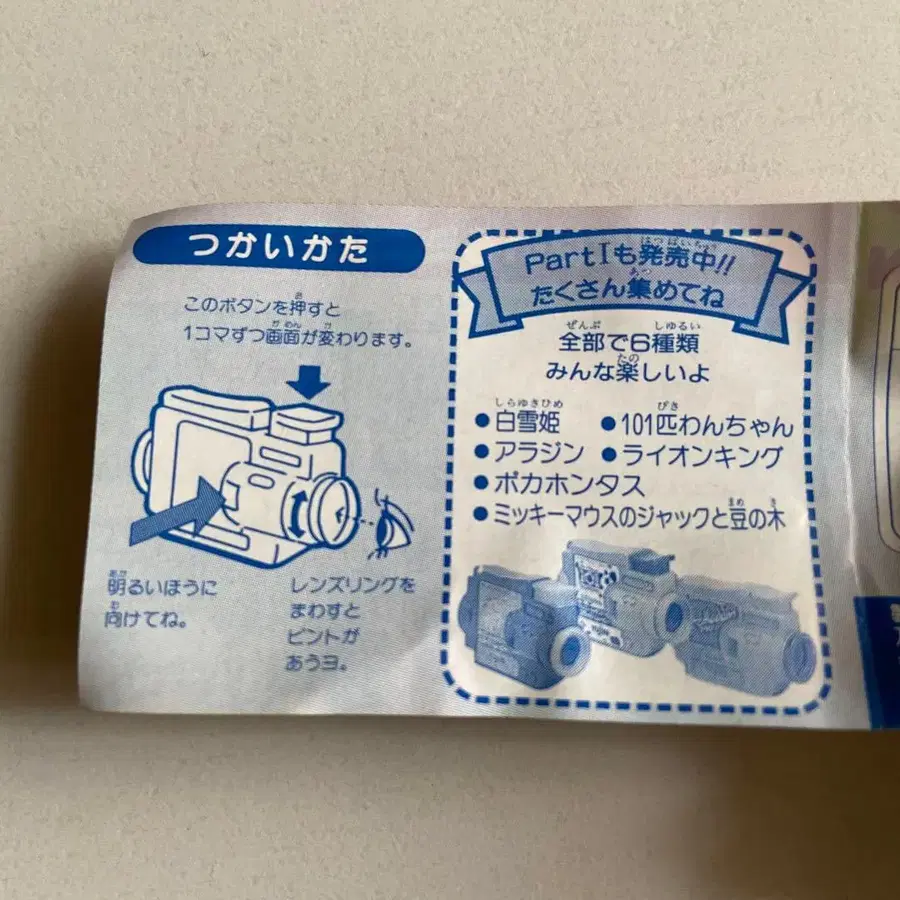 つかいかた
このボタンを押すと
1コマずつ画面が変わります。
明るいほうに
向けてね。
レンズリングを
まわすと
ピントが
あうヨ。
PartⅠも発売中!!
たくさん集めてね
全部で6種類
みんな楽しいよ
●白雪姫 ●101匹わんちゃん
●アラジン ●ライオンキング
●ポカホンタス
●ミッキーマウスのジャックと豆の木